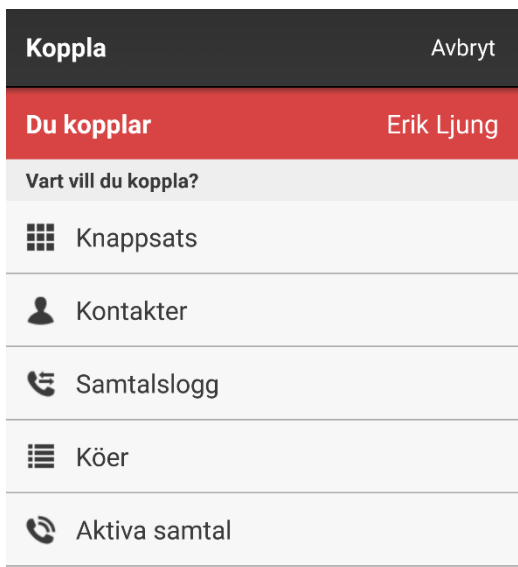 Koppla Avbryt
Du kopplar Erik Ljung
Vart vill du koppla?
Knappsats
Kontakter
Samtalslogg
Köer
Aktiva samtal